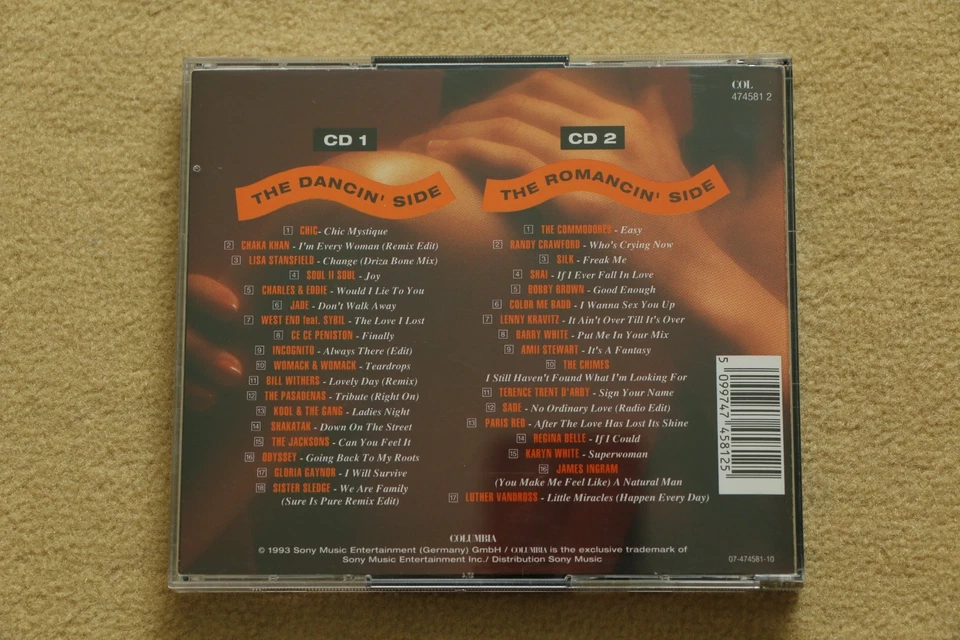 COL
474581 2
CD 1
THE DANCIN' SIDE
1 CHIC- Chic Mystique
2 CHAKA KHAN - I'm Every Woman (Remix Edit)
3 LISA STANSFIELD - Change (Driza Bone Mix)
4 SOUL II SOUL - Joy
5 CHARLES & EDDIE - Would I Lie To You
6 JADE - Don't Walk Away
7 WEST END feat. SYBIL - The Love I Lost
8 CE CE PENISTON - Finally
9 INCOGNITO - Always There (Edit)
10 WOMACK & WOMACK - Teardrops
11 BILL WITHERS - Lovely Day (Remix)
12 THE PASADENAS - Tribute (Right On)
13 KOOL & THE GANG - Ladies Night
14 SHAKATAK - Down On The Street
15 THE JACKSONS - Can You Feel It
16 ODYSSEY - Going Back To My Roots
17 GLORIA GAYNOR - I Will Survive
18 SISTER SLEDGE - We Are Family
(Sure Is Pure Remix Edit)
CD 2
THE ROMANCIN' SIDE
1 THE COMMODORES - Easy
2 RANDY CRAWFORD - Who's Crying Now
3 SILK - Freak Me
4 SHAI - If I Ever Fall In Love
5 BOBBY BROWN - Good Enough
6 COLOR ME BADD - I Wanna Sex You Up
7 LENNY KRAVITZ - It Ain't Over Till It's Over
8 BARRY WHITE - Put Me In Your Mix
9 AMII STEWART - It's A Fantasy
10 THE CHIMES
I Still Haven't Found What I'm Looking For
11 TERENCE TRENT D'ARBY - Sign Your Name
12 SADE - No Ordinary Love (Radio Edit)
13 PARIS RED - After The Love Has Lost Its Shine
14 REGINA BELLE - If I Could
15 KARYN WHITE - Superwoman
16 JAMES INGRAM
(You Make Me Feel Like) A Natural Man
17 LUTHER VANDROSS - Little Miracles (Happen Every Day)
5 099747 458125
COLUMBIA
© 1993 Sony Music Entertainment (Germany) GmbH / COLUMBIA is the exclusive trademark of
Sony Music Entertainment Inc./ Distribution Sony Music
07-474581-10